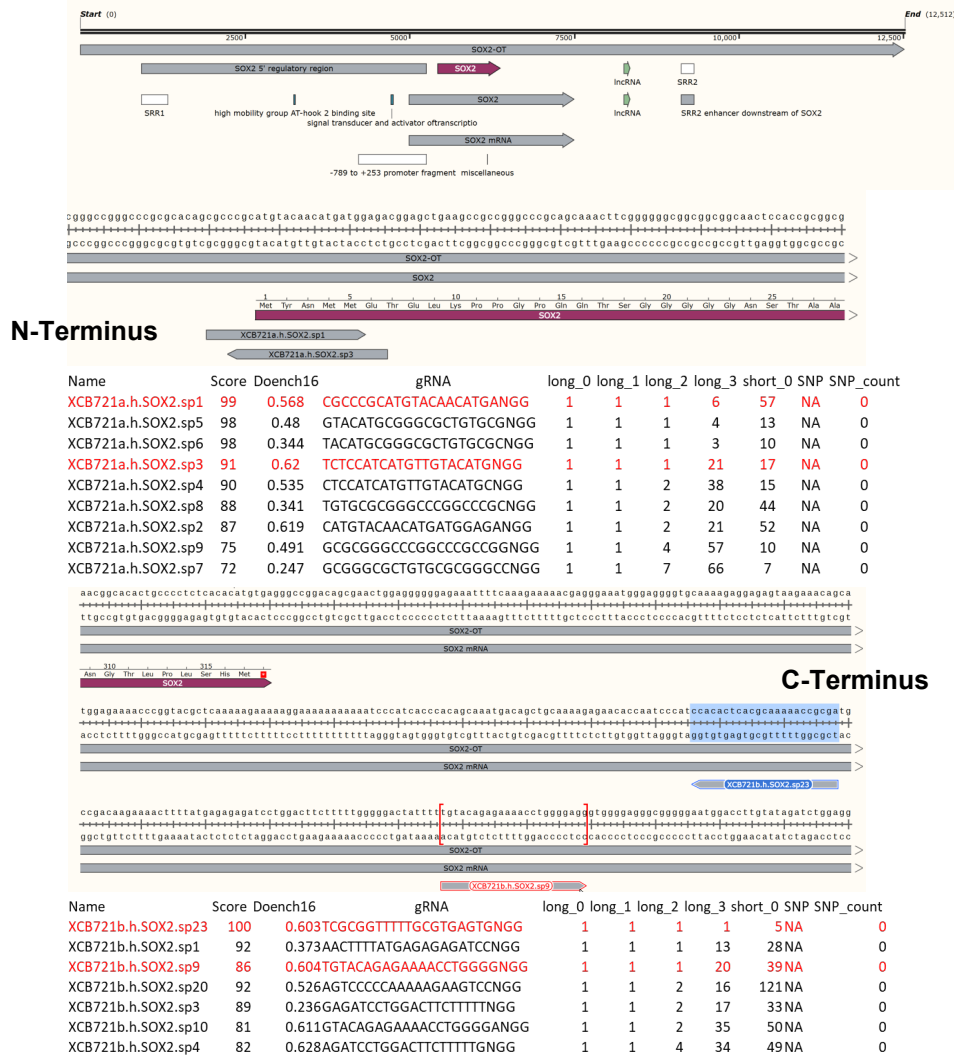 Start (0) End (12,512)
2500 5000 7500 10,000 12,500
SOX2-OT
SOX2 5' regulatory region SOX2
lncRNA SRR2
SRR1 high mobility group AT-hook 2 binding site SOX2 lncRNA SRR2 enhancer downstream of SOX2
signal transducer and activator oftranscriptio
SOX2 mRNA
-789 to +253 promoter fragment miscellaneous
cgggccgggcccgcgcacagcgcccgcatgtacaacatgatggagacggagctgaagccgccgggcccgcagcaaacttcggggggcggcggcggcaactccaccgcggcg
gcccggcccgggcgcgtgtcgcgggcgtacatgttgtactacctctgcctcgacttcggcggcccgggcgtcgtttgaagccccccgccgccgccgttgaggtggcgccgc
SOX2-OT
SOX2
1 5 10 15 20 25
Met Tyr Asn Met Met Glu Thr Glu Leu Lys Pro Pro Gly Pro Gln Gln Thr Ser Gly Gly Gly Gly Gly Asn Ser Thr Ala Ala
SOX2
N-Terminus
XCB721a.h.SOX2.sp1
XCB721a.h.SOX2.sp3
Name Score Doench16 gRNA long_0 long_1 long_2 long_3 short_0 SNP SNP_count
XCB721a.h.SOX2.sp1 99 0.568 CGCCCGCATGTACAACATGANGG 1 1 1 6 57 NA 0
XCB721a.h.SOX2.sp5 98 0.48 GTACATGCGGGCGCTGTGCGNGG 1 1 1 4 13 NA 0
XCB721a.h.SOX2.sp6 98 0.344 TACATGCGGGCGCTGTGCGCNGG 1 1 1 3 10 NA 0
XCB721a.h.SOX2.sp3 91 0.62 TCTCCATCATGTTGTACATGNGG 1 1 1 21 17 NA 0
XCB721a.h.SOX2.sp4 90 0.535 CTCCATCATGTTGTACATGCNGG 1 1 2 38 15 NA 0
XCB721a.h.SOX2.sp8 88 0.341 TGTGCGCGGGCCCGGCCCGCNGG 1 1 2 20 44 NA 0
XCB721a.h.SOX2.sp2 87 0.619 CATGTACAACATGATGGAGANGG 1 1 2 21 52 NA 0
XCB721a.h.SOX2.sp9 75 0.491 GCGCGGGCCCGGCCCGCCGGNGG 1 1 4 57 10 NA 0
XCB721a.h.SOX2.sp7 72 0.247 GCGGGCGCTGTGCGCGGGCCNGG 1 1 7 66 7 NA 0
aacggcacactgcccctctcacacatgtgagggccggacagcgaactggaggggggagaaattttcaaagaaaaacgagggaaatgggaggggtgcaaaagaggagagtaagaaacagca
ttgccgtgtgacggggagagtgtgtacactcccggcctgtcgcttgacctcccccctctttaaaagtttctttttgctccctttaccctccccacgttttctcctctcattctttgtcgt
SOX2-OT
SOX2 mRNA
310 315
Asn Gly Thr Leu Pro Leu Ser His Met *
SOX2
C-Terminus
tggagaaaacccggtacgctcaaaaagaaaaaggaaaaaaaaaaatcccatcacccacagcaaatgacagctgcaaaagagaacaccaatcccatccacactcacgcaaaaaccgcgatg
acctcttttgggccatgcgagtttttctttttcctttttttttttagggtagtgggtgtcgtttactgtcgacgttttctcttgtggttagggtaggtgtgagtgcgtttttggcgctac
SOX2-OT
SOX2 mRNA
XCB721b.h.SOX2.sp23
ccgacaagaaaacttttatgagagagatcctggacttctttttgggggactatttttgtacagagaaaacctggggagggtggggagggcgggggaatggaccttgtatagatctggagg
ggctgttcttttgaaaatactctctctaggacctgaagaaaaaccccctgataaaaacatgtctcttttggacccctcccacccctcccgcccccttacctggaacatatctagacctcc
SOX2-OT
SOX2 mRNA
XCB721b.h.SOX2.sp9
Name Score Doench16 gRNA long_0 long_1 long_2 long_3 short_0 SNP SNP_count
XCB721b.h.SOX2.sp23 100 0.603 TCGCGGTTTTTGCGTGAGTGNGG 1 1 1 1 5 NA 0
XCB721b.h.SOX2.sp1 92 0.373 AACTTTTATGAGAGAGATCCNGG 1 1 1 13 28 NA 0
XCB721b.h.SOX2.sp9 86 0.604 TGTACAGAGAAAACCTGGGGNGG 1 1 1 20 39 NA 0
XCB721b.h.SOX2.sp20 92 0.526 AGTCCCCCAAAAAGAAGTCCNGG 1 1 2 16 121 NA 0
XCB721b.h.SOX2.sp3 89 0.236 GAGATCCTGGACTTCTTTTTNGG 1 1 2 17 33 NA 0
XCB721b.h.SOX2.sp10 81 0.611 GTACAGAGAAAACCTGGGGANGG 1 1 2 35 50 NA 0
XCB721b.h.SOX2.sp4 82 0.628 AGATCCTGGACTTCTTTTTGNGG 1 1 4 34 49 NA 0